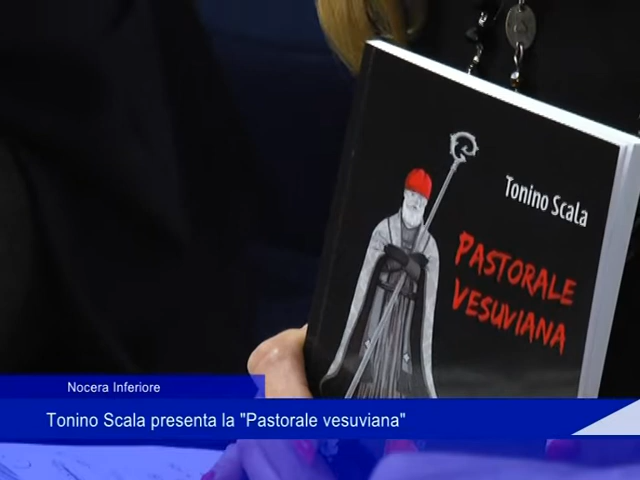 Tonino Scala
PASTORALE
VESUVIANA
Nocera Inferiore
Tonino Scala presenta la "Pastorale vesuviana"